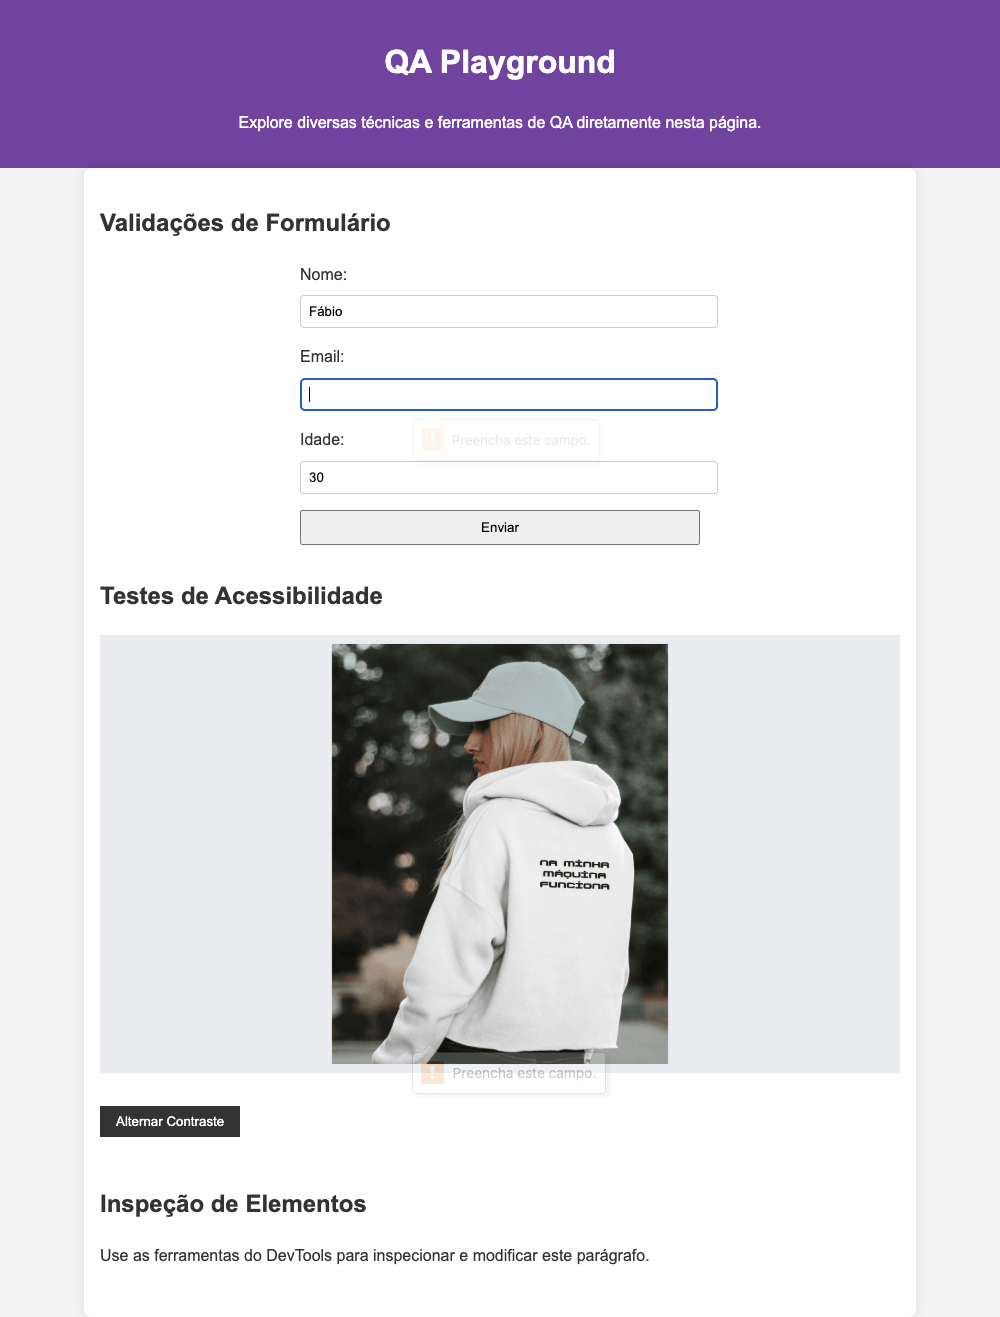 QA Playground
Explore diversas técnicas e ferramentas de QA diretamente nesta página.
Validações de Formulário
Nome:
Fábio
Email:
! Preencha este campo.
Idade:
30
Enviar
Testes de Acessibilidade
NA MINHA
MÁQUINA
FUNCIONA
! Preencha este campo.
Alternar Contraste
Inspeção de Elementos
Use as ferramentas do DevTools para inspecionar e modificar este parágrafo.